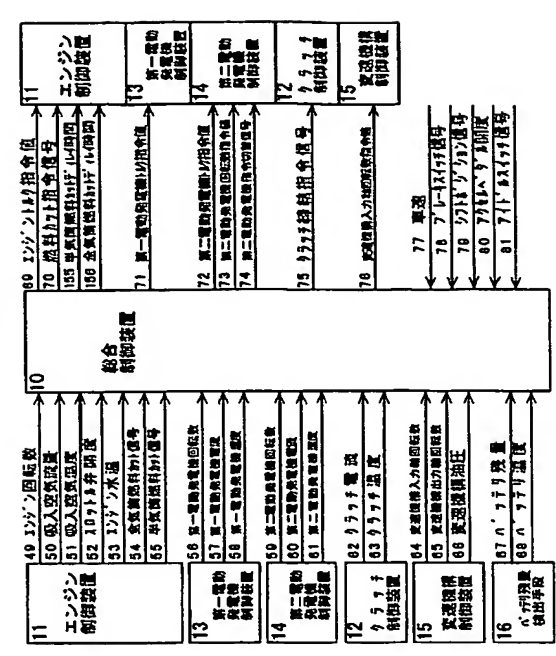 11
エンジン
制御装置
49 エンジン回転数
50 吸入空気流量
51 吸入空気温度
52 スロットル弁開度
53 エンジン水温
54 全気筒燃料カット信号
55 単気筒燃料カット信号
13
第一電動
発電機
制御装置
56 第一電動発電機回転数
57 第一電動発電機電流
58 第一電動発電機温度
14
第二電動
発電機
制御装置
59 第二電動発電機回転数
60 第二電動発電機電流
61 第二電動発電機温度
12
クラッチ
制御装置
62 クラッチ電流
63 クラッチ温度
15
変速機構
制御装置
64 変速機構入力軸回転数
65 変速機構出力軸回転数
66 変速機構油圧
16
バッテリ残量
検出手段
67 バッテリ残量
68 バッテリ温度
10
総合
制御装置
69 エンジントルク指令値
70 燃料カット指令信号
155 単気筒燃料カットディレイ時間
156 全気筒燃料カットディレイ時間
11
エンジン
制御装置
71 第一電動発電機トルク指令値
13
第一電動
発電機
制御装置
72 第二電動発電機トルク指令値
73 第二電動発電機回転数指令値
74 第二電動発電機指令切替信号
14
第二電動
発電機
制御装置
75 クラッチ締結指令信号
12
クラッチ
制御装置
76 変速機構入力軸回転数指令値
15
変速機構
制御装置
77 車速
78 ブレーキスイッチ信号
79 シフトポジション信号
80 アクセルペダル開度
81 アイドルスイッチ信号